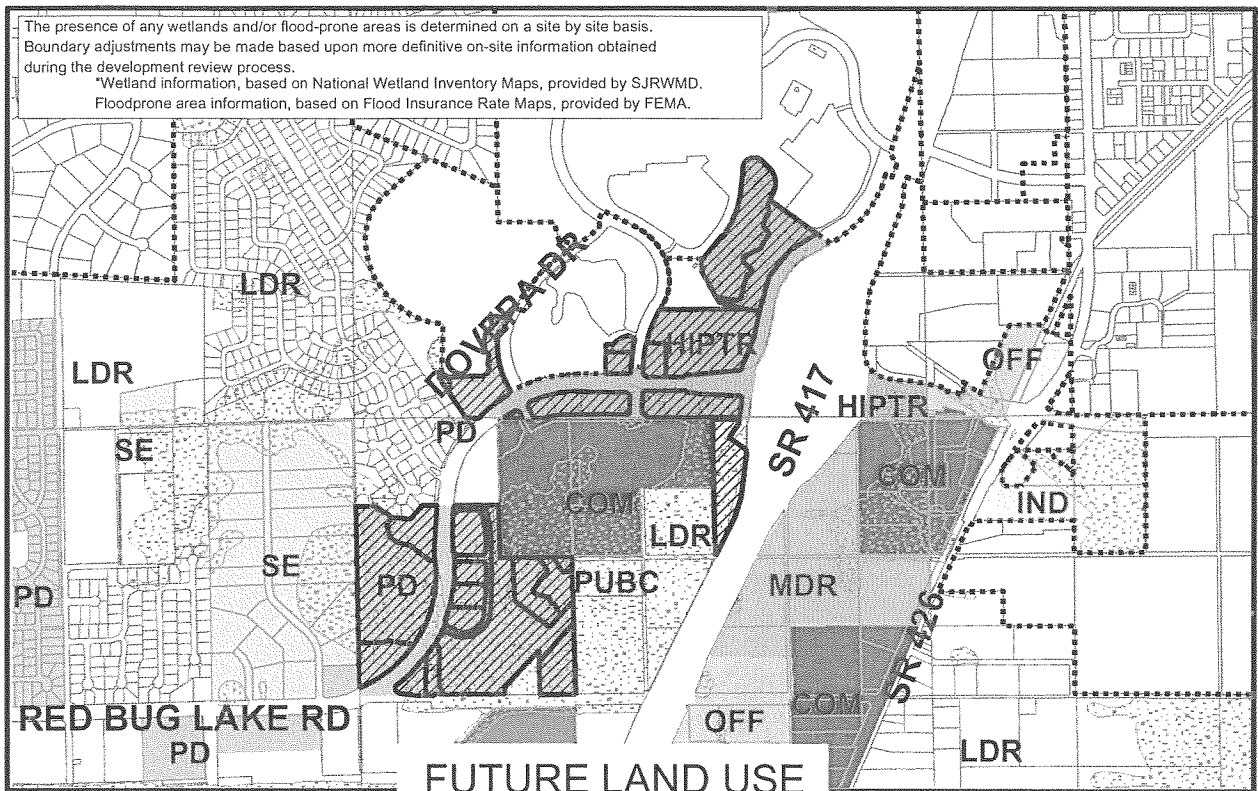 The presence of any wetlands and/or flood-prone areas is determined on a site by site basis.
Boundary adjustments may be made based upon more definitive on-site information obtained
during the development review process.
*Wetland information, based on National Wetland Inventory Maps, provided by SJRWMD.
Floodprone area information, based on Flood Insurance Rate Maps, provided by FEMA.
LDR
DOVERA DR
HIPTR
OFF
LDR
SR 417
HIPTR
PD
SE
COM
COM
IND
LDR
SE
PD
PUBC
MDR
PD
SR 426
COM
RED BUG LAKE RD
OFF
PD
LDR
FUTURE LAND USE